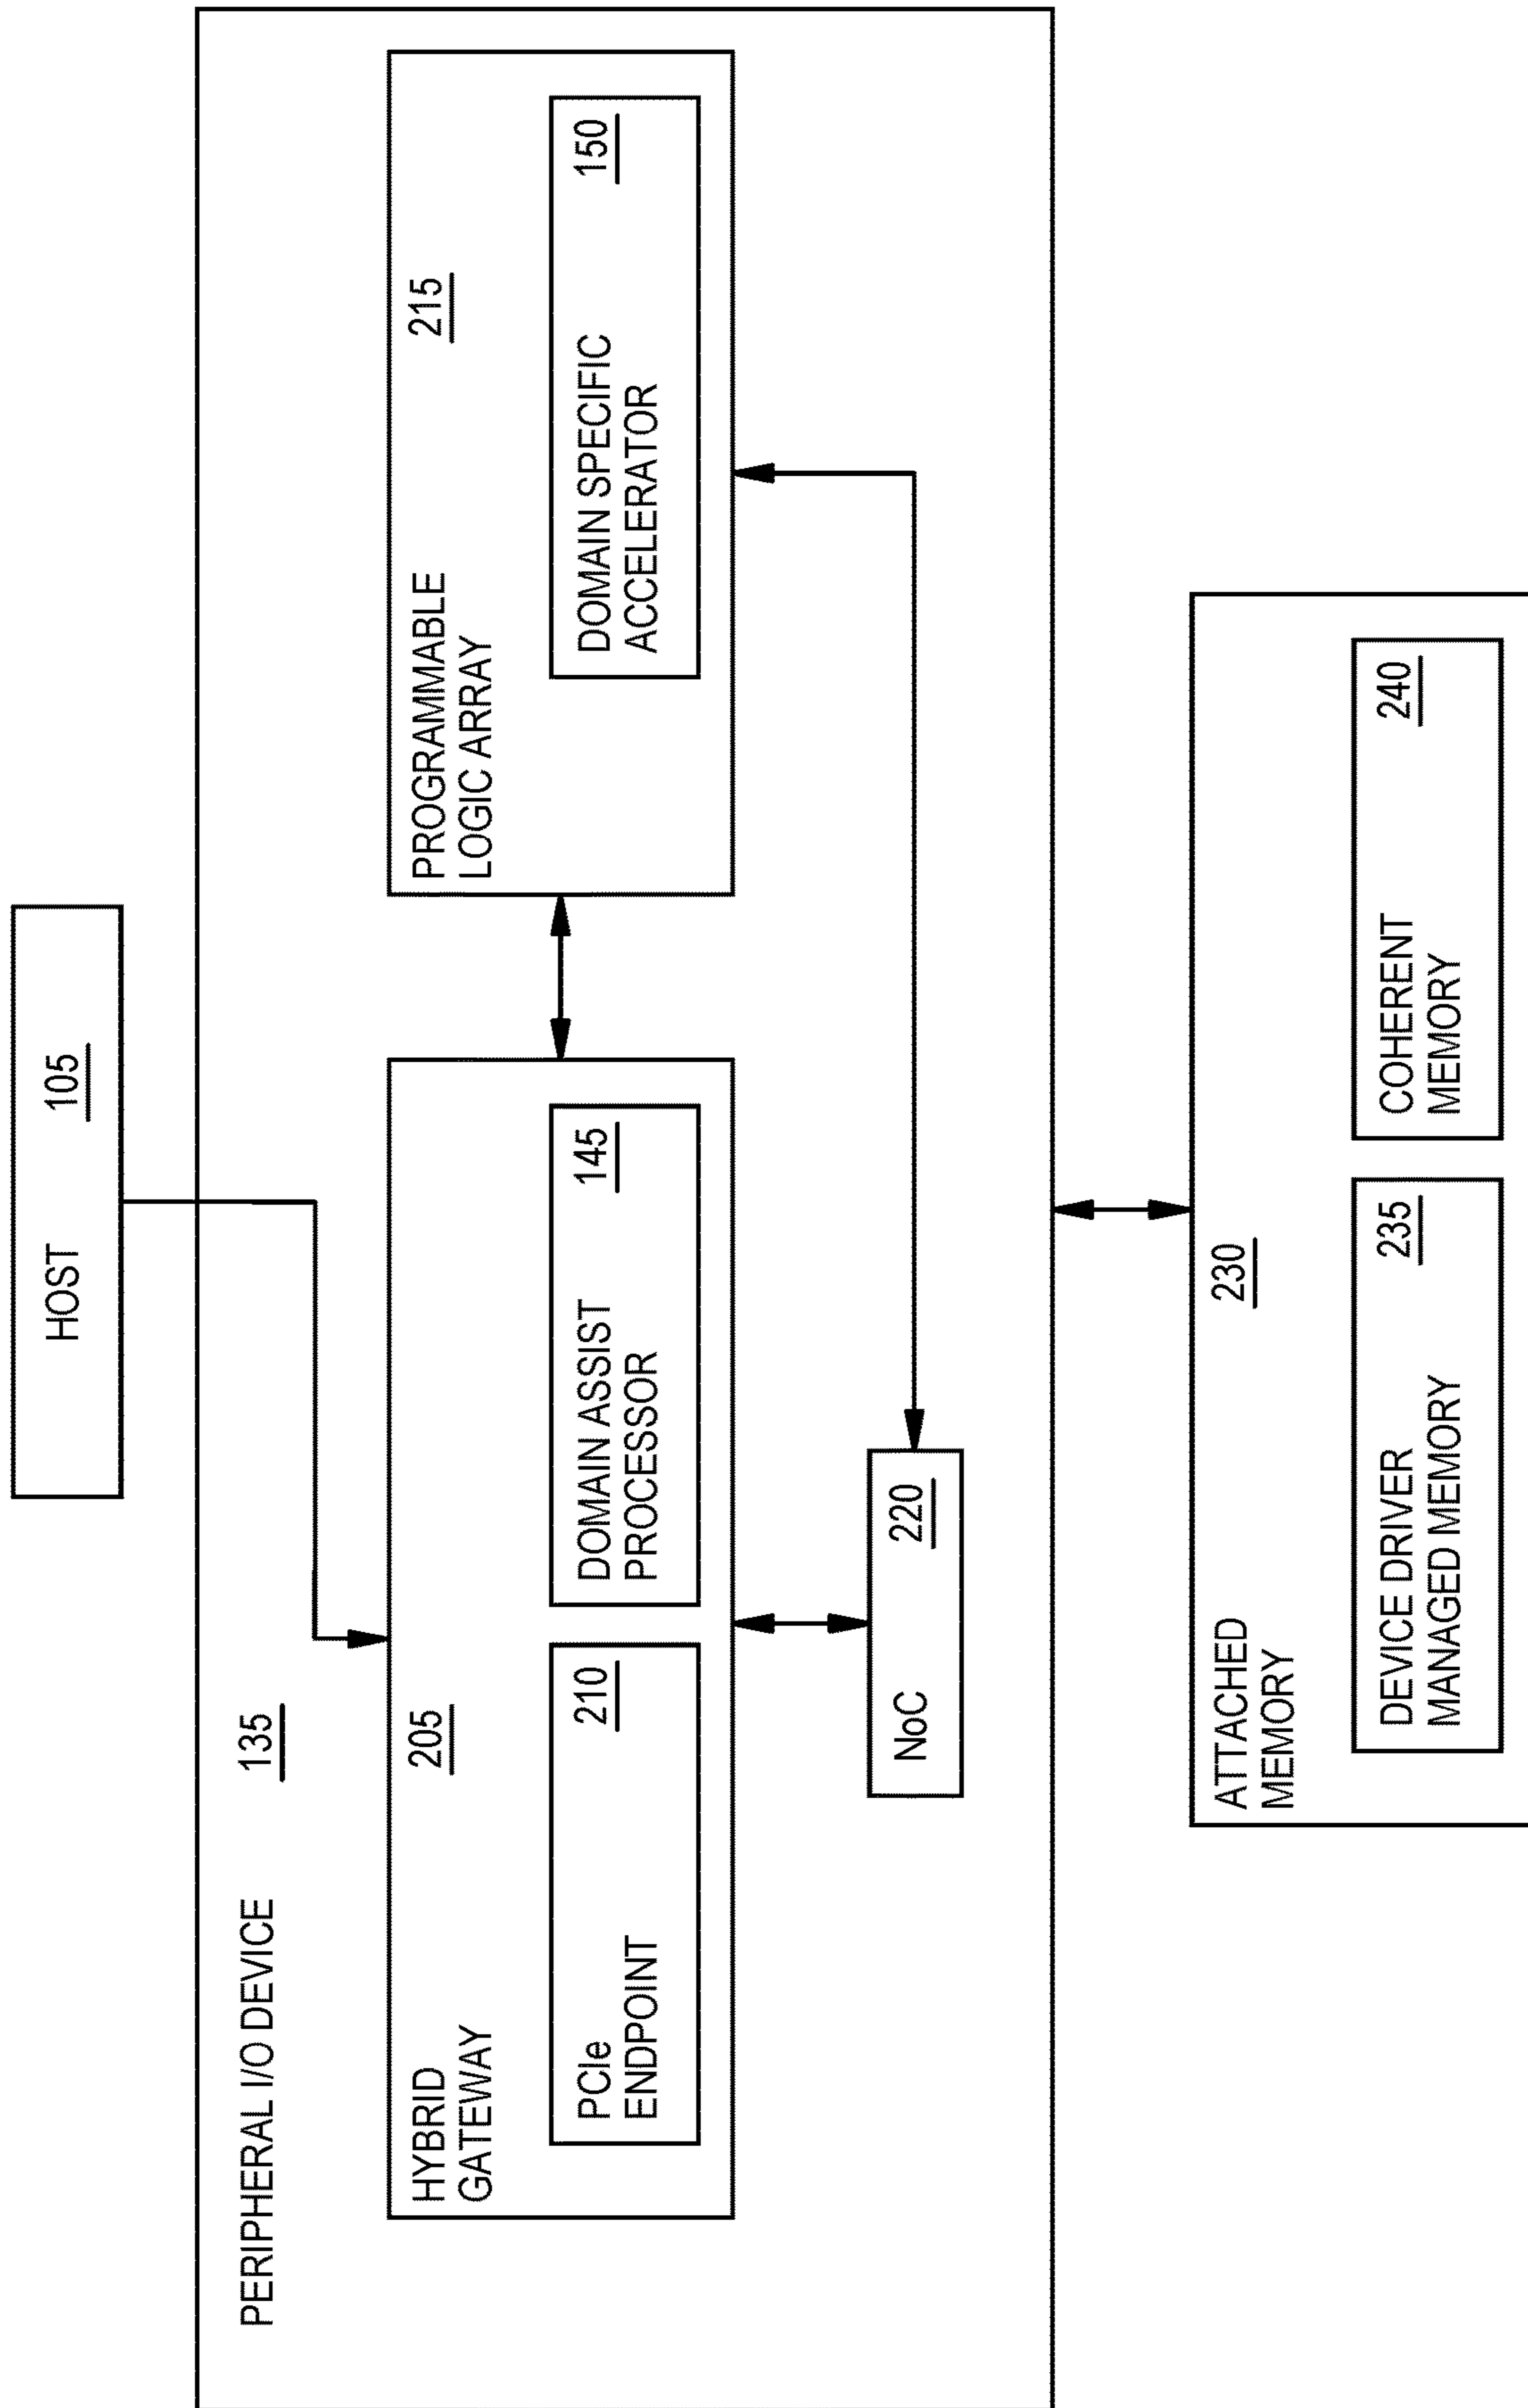 HOST 105
PERIPHERAL I/O DEVICE 135
HYBRID 205
GATEWAY
PCIe 210
ENDPOINT
DOMAIN ASSIST 145
PROCESSOR
PROGRAMMABLE 215
LOGIC ARRAY
DOMAIN SPECIFIC 150
ACCELERATOR
NoC 220
ATTACHED 230
MEMORY
DEVICE DRIVER 235
MANAGED MEMORY
COHERENT 240
MEMORY